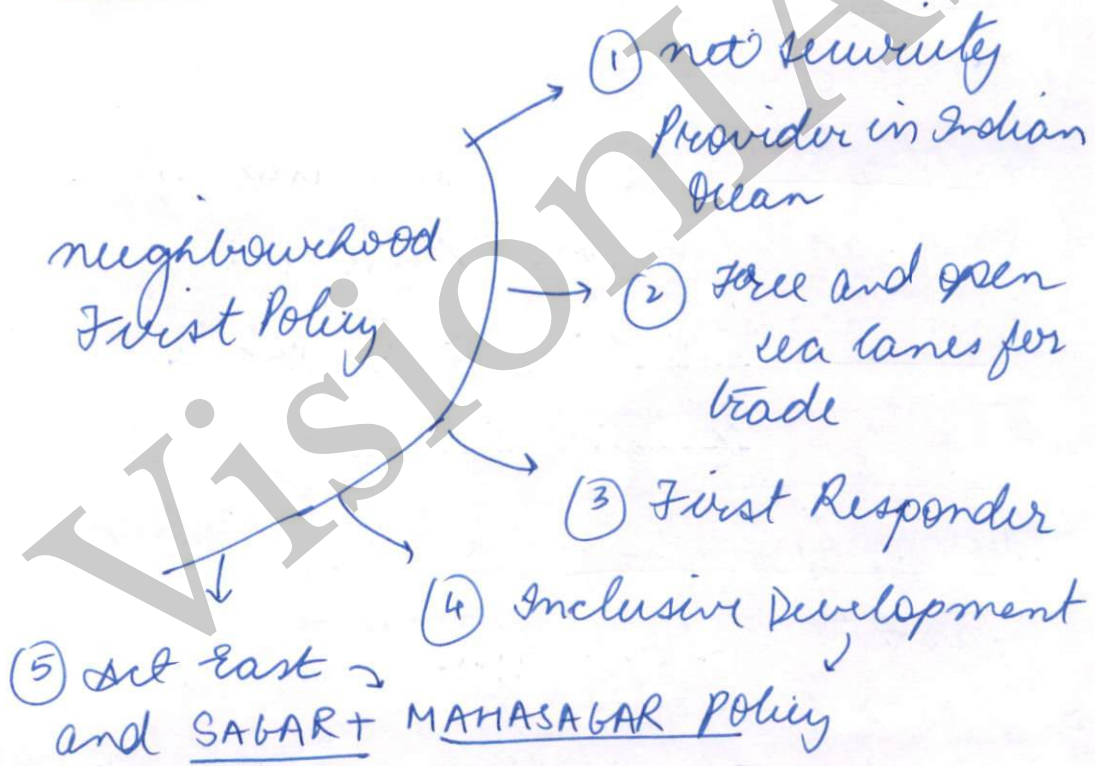 ① net security
Provider in Indian
Ocean
neighbourhood
First Policy
② Free and open
sea lanes for
trade
③ First Responder
④ Inclusive Development
⑤ Act East
and SAGAR + MAHASAGAR Policy
VisionIA